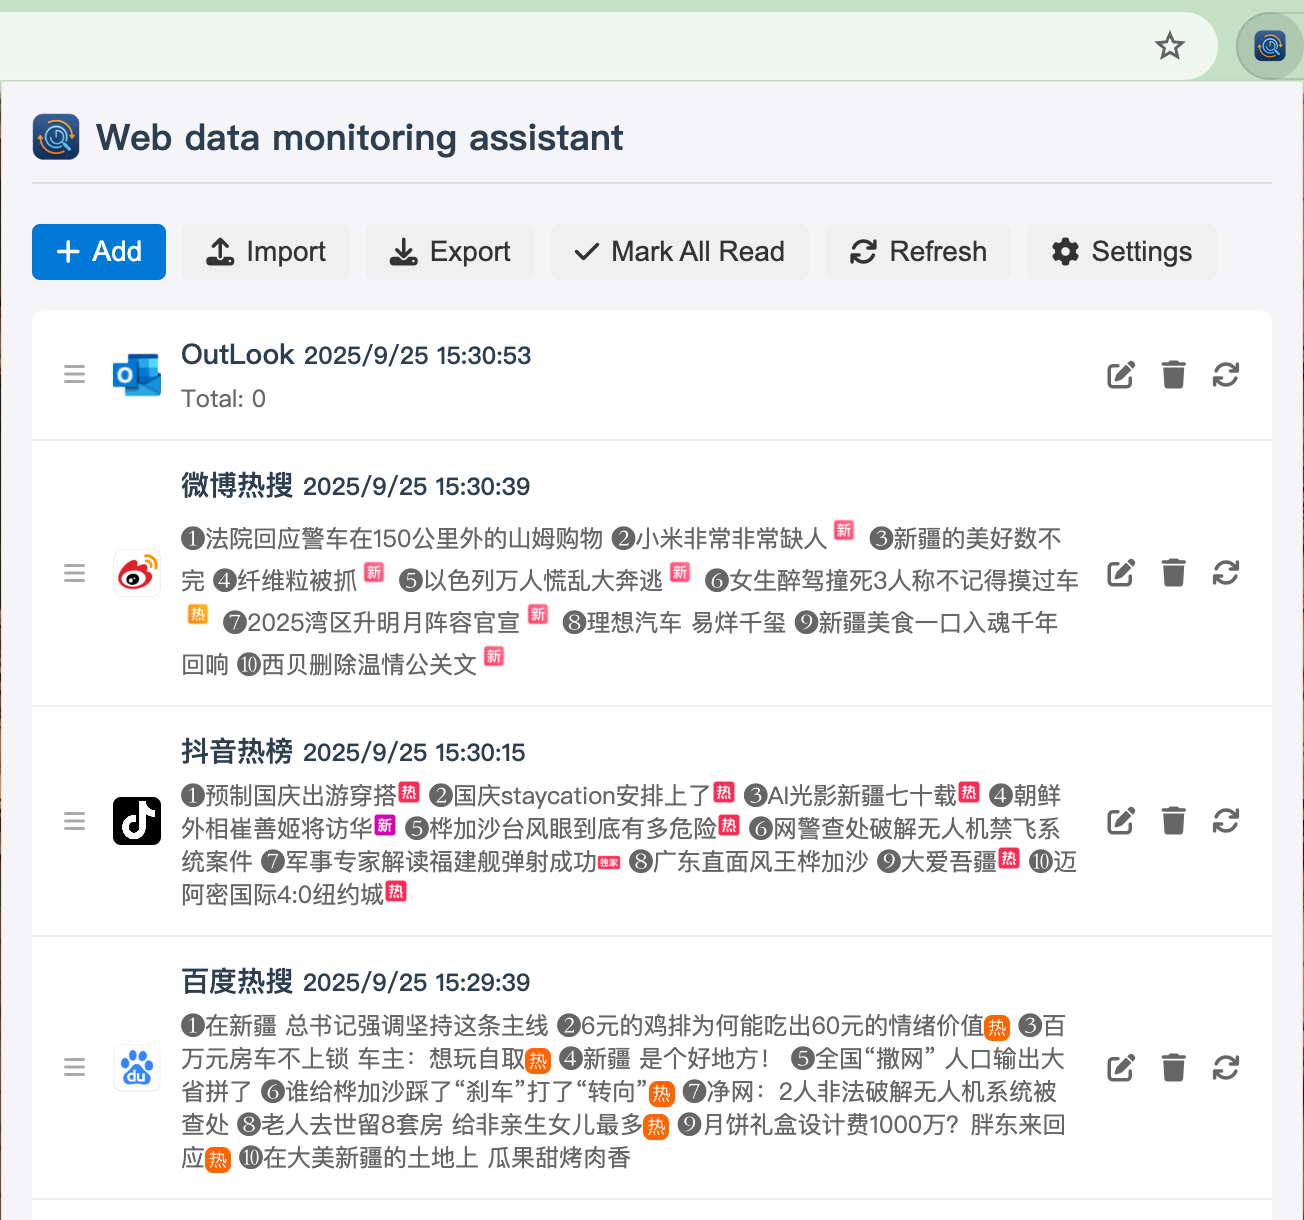 Web data monitoring assistant
Add Import Export Mark All Read Refresh Settings
OutLook 2025/9/25 15:30:53
Total: 0
微博热搜 2025/9/25 15:30:39
❶法院回应警车在150公里外的山姆购物 ❷小米非常非常缺人 新 ❸新疆的美好数不
完 ❹纤维粒被抓 新 ❺以色列万人慌乱大奔逃 新 ❻女生醉驾撞死3人称不记得摸过车
热 ❼2025湾区升明月阵容官宣 新 ❽理想汽车 易烊千玺 ❾新疆美食一口入魂千年
回响 ❿西贝删除温情公关文 新
抖音热榜 2025/9/25 15:30:15
❶预制国庆出游穿搭热 ❷国庆staycation安排上了热 ❸AI光影新疆七十载热 ❹朝鲜
外相崔善姬将访华新 ❺桦加沙台风眼到底有多危险热 ❻网警查处破解无人机禁飞系
统案件 ❼军事专家解读福建舰弹射成功独家 ❽广东直面风王桦加沙 ❾大爱吾疆热 ❿迈
阿密国际4:0纽约城热
百度热搜 2025/9/25 15:29:39
❶在新疆 总书记强调坚持这条主线 ❷6元的鸡排为何能吃出60元的情绪价值热 ❸百
万元房车不上锁 车主：想玩自取热 ❹新疆 是个好地方！ ❺全国“撒网” 人口输出大
省拼了 ❻谁给桦加沙踩了“刹车”打了“转向”热 ❼净网：2人非法破解无人机系统被
查处 ❽老人去世留8套房 给非亲生女儿最多热 ❾月饼礼盒设计费1000万？胖东来回
应热 ❿在大美新疆的土地上 瓜果甜烤肉香